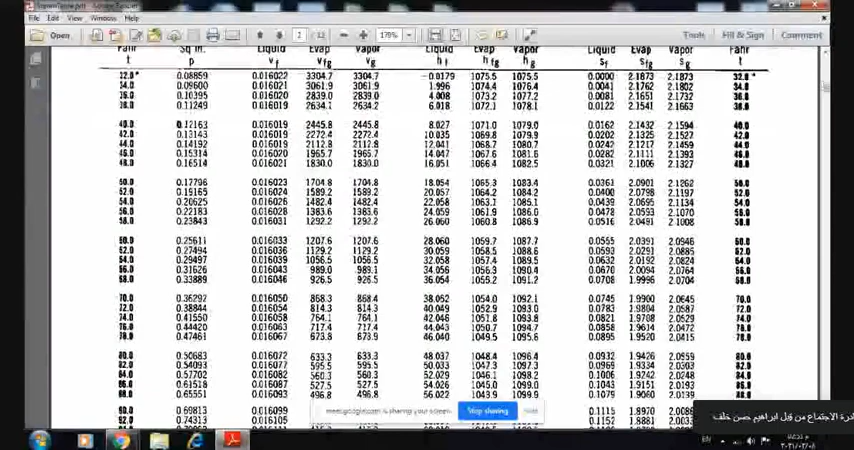 File Edit View Windows Help
Open 2 170% Tools Fill & Sign Comment
Fahr Sq In. Liquid Evap Vapor Liquid Evap Vapor Liquid Evap Vapor Fahr
t p vf vfg vg hf hfg hg sf sfg sg t
32.0* 0.08859 0.016022 3304.7 3304.7 -0.0179 1075.5 1075.5 0.0000 2.1873 2.1873 32.0*
34.0 0.09600 0.016021 3061.9 3061.9 1.996 1074.4 1076.4 0.0041 2.1762 2.1802 34.0
36.0 0.10395 0.016020 2839.0 2839.0 4.008 1073.2 1077.2 0.0081 2.1651 2.1732 36.0
38.0 0.11249 0.016019 2634.1 2634.2 6.018 1072.1 1078.1 0.0122 2.1541 2.1663 38.0
40.0 0.12163 0.016019 2445.8 2445.8 8.027 1071.0 1079.0 0.0162 2.1432 2.1594 40.0
42.0 0.13143 0.016019 2272.4 2272.4 10.035 1069.8 1079.9 0.0202 2.1325 2.1527 42.0
44.0 0.14192 0.016019 2112.8 2112.8 12.041 1068.7 1080.7 0.0242 2.1217 2.1459 44.0
46.0 0.15314 0.016020 1965.7 1965.7 14.047 1067.6 1081.6 0.0282 2.1111 2.1393 46.0
48.0 0.16514 0.016021 1830.0 1830.0 16.051 1066.4 1082.5 0.0321 2.1006 2.1327 48.0
50.0 0.17796 0.016023 1704.8 1704.8 18.054 1065.3 1083.4 0.0361 2.0901 2.1262 50.0
52.0 0.19165 0.016024 1589.2 1589.2 20.057 1064.2 1084.2 0.0400 2.0798 2.1197 52.0
54.0 0.20625 0.016026 1482.4 1482.4 22.058 1063.1 1085.1 0.0439 2.0695 2.1134 54.0
56.0 0.22183 0.016028 1383.6 1383.6 24.059 1061.9 1086.0 0.0478 2.0593 2.1070 56.0
58.0 0.23843 0.016031 1292.2 1292.2 26.060 1060.8 1086.9 0.0516 2.0491 2.1008 58.0
60.0 0.25611 0.016033 1207.6 1207.6 28.060 1059.7 1087.7 0.0555 2.0391 2.0946 60.0
62.0 0.27494 0.016036 1129.2 1129.2 30.059 1058.5 1088.6 0.0593 2.0291 2.0885 62.0
64.0 0.29497 0.016039 1056.5 1056.5 32.058 1057.4 1089.5 0.0632 2.0192 2.0824 64.0
66.0 0.31626 0.016043 989.0 989.1 34.056 1056.3 1090.4 0.0670 2.0094 2.0764 66.0
68.0 0.33889 0.016046 926.5 926.5 36.054 1055.2 1091.2 0.0708 1.9996 2.0704 68.0
70.0 0.36292 0.016050 868.3 868.4 38.052 1054.0 1092.1 0.0745 1.9900 2.0645 70.0
72.0 0.38844 0.016054 814.3 814.3 40.049 1052.9 1093.0 0.0783 1.9804 2.0587 72.0
74.0 0.41550 0.016058 764.1 764.1 42.046 1051.8 1093.8 0.0821 1.9708 2.0529 74.0
76.0 0.44420 0.016063 717.4 717.4 44.043 1050.7 1094.7 0.0858 1.9614 2.0472 76.0
78.0 0.47461 0.016067 673.8 673.9 46.040 1049.5 1095.6 0.0895 1.9520 2.0415 78.0
80.0 0.50683 0.016072 633.3 633.3 48.037 1048.4 1096.4 0.0932 1.9426 2.0359 80.0
82.0 0.54093 0.016077 595.5 595.5 50.033 1047.3 1097.3 0.0969 1.9334 2.0303 82.0
84.0 0.57702 0.016082 560.3 560.3 52.029 1046.1 1098.2 0.1006 1.9242 2.0248 84.0
86.0 0.61518 0.016087 527.5 527.5 54.026 1045.0 1099.0 0.1043 1.9151 2.0193 86.0
88.0 0.65551 0.016093 496.8 496.8 56.022 1043.9 1099.9 0.1079 1.9060 2.0139 88.0
90.0 0.69813 0.016099 0.1115 1.8970 90.0
92.0 0.74313 0.016105 0.1152 1.8881 92.0
meet.google.com is sharing your screen. Stop sharing Hide
الاجتماع من قبل ابراهيم حسن خلف
EN